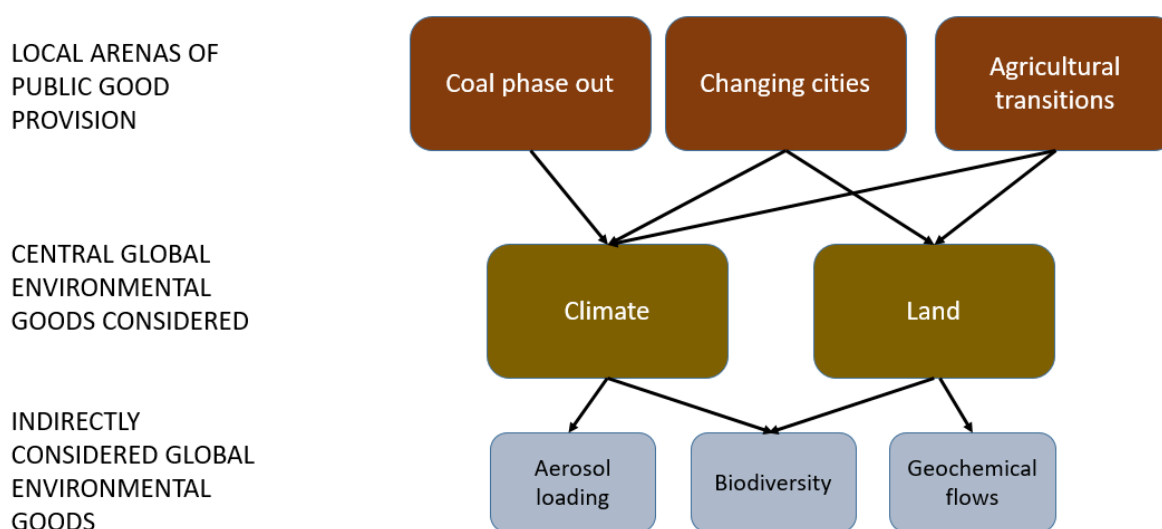 LOCAL ARENAS OF
PUBLIC GOOD
PROVISION
Coal phase out
Changing cities
Agricultural
transitions
CENTRAL GLOBAL
ENVIRONMENTAL
GOODS CONSIDERED
Climate
Land
INDIRECTLY
CONSIDERED GLOBAL
ENVIRONMENTAL
GOODS
Aerosol
loading
Biodiversity
Geochemical
flows